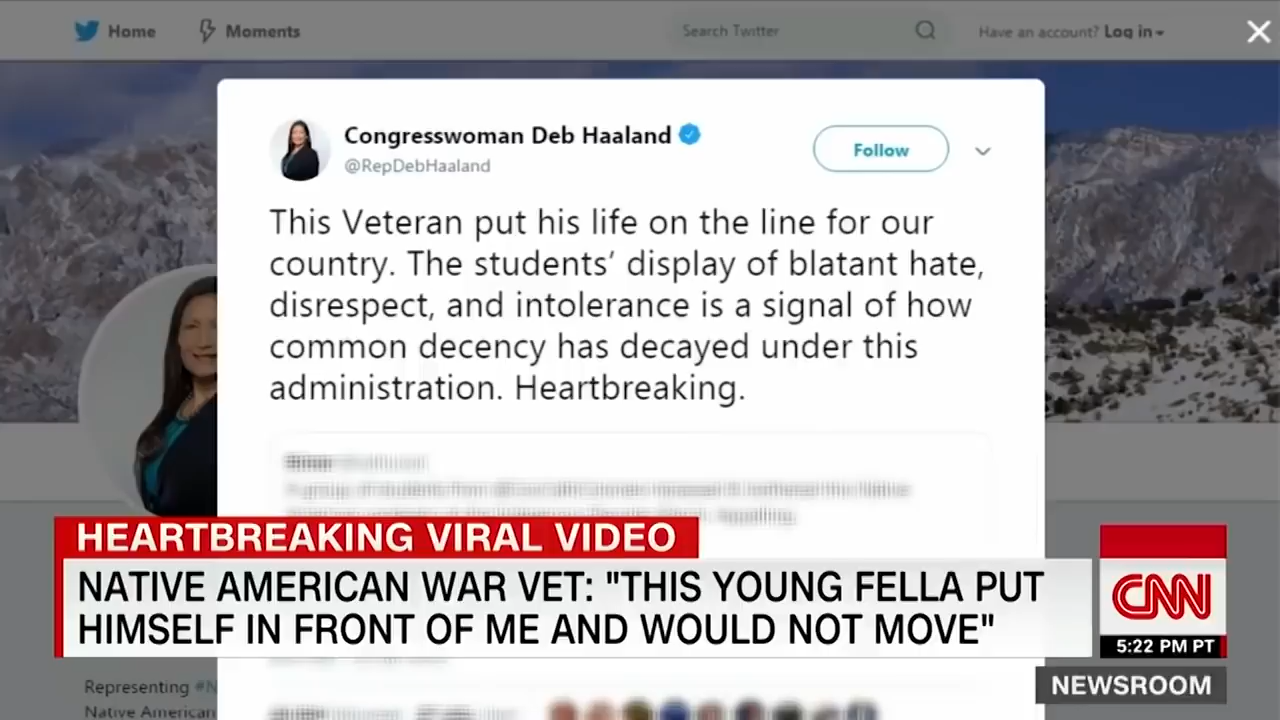 Home
Moments
Search Twitter
Have an account? Log in
Congresswoman Deb Haaland
@RepDebHaaland
Follow
This Veteran put his life on the line for our
country. The students’ display of blatant hate,
disrespect, and intolerance is a signal of how
common decency has decayed under this
administration. Heartbreaking.
HEARTBREAKING VIRAL VIDEO
NATIVE AMERICAN WAR VET: "THIS YOUNG FELLA PUT
HIMSELF IN FRONT OF ME AND WOULD NOT MOVE"
CNN
5:22 PM PT
NEWSROOM
Representing #N
Native American